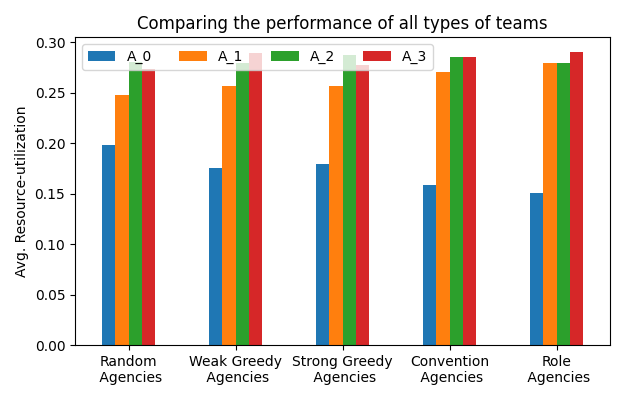 Comparing the performance of all types of teams
A_0 A_1 A_2 A_3
Avg. Resource-utilization
0.30
0.25
0.20
0.15
0.10
0.05
0.00
Random Weak Greedy Strong Greedy Convention Role
Agencies Agencies Agencies Agencies Agencies